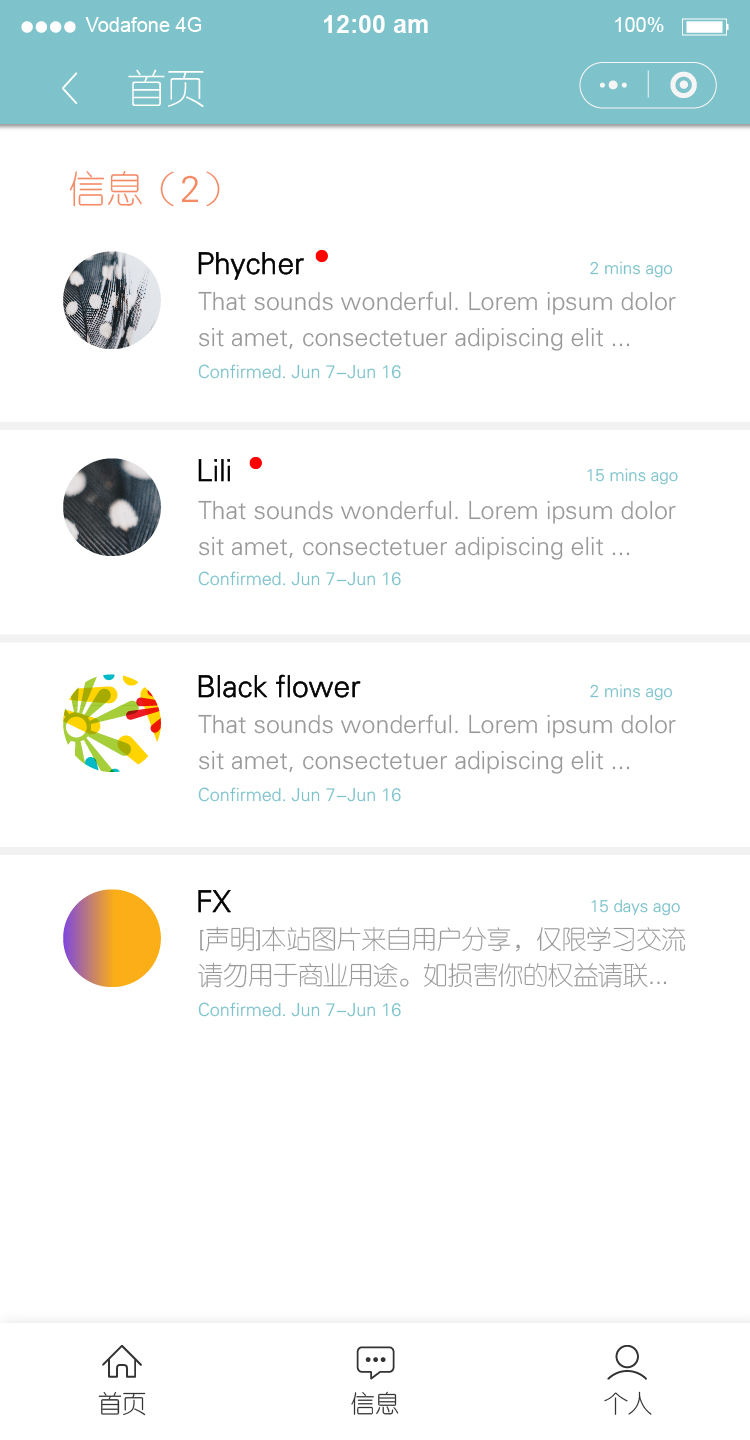 Vodafone 4G 12:00 am 100%
首页
信息（2）
Phycher 2 mins ago
That sounds wonderful. Lorem ipsum dolor
sit amet, consectetuer adipiscing elit ...
Confirmed. Jun 7-Jun 16
Lili 15 mins ago
That sounds wonderful. Lorem ipsum dolor
sit amet, consectetuer adipiscing elit ...
Confirmed. Jun 7-Jun 16
Black flower 2 mins ago
That sounds wonderful. Lorem ipsum dolor
sit amet, consectetuer adipiscing elit ...
Confirmed. Jun 7-Jun 16
FX 15 days ago
[声明]本站图片来自用户分享，仅限学习交流
请勿用于商业用途。如损害你的权益请联...
Confirmed. Jun 7-Jun 16
首页 信息 个人